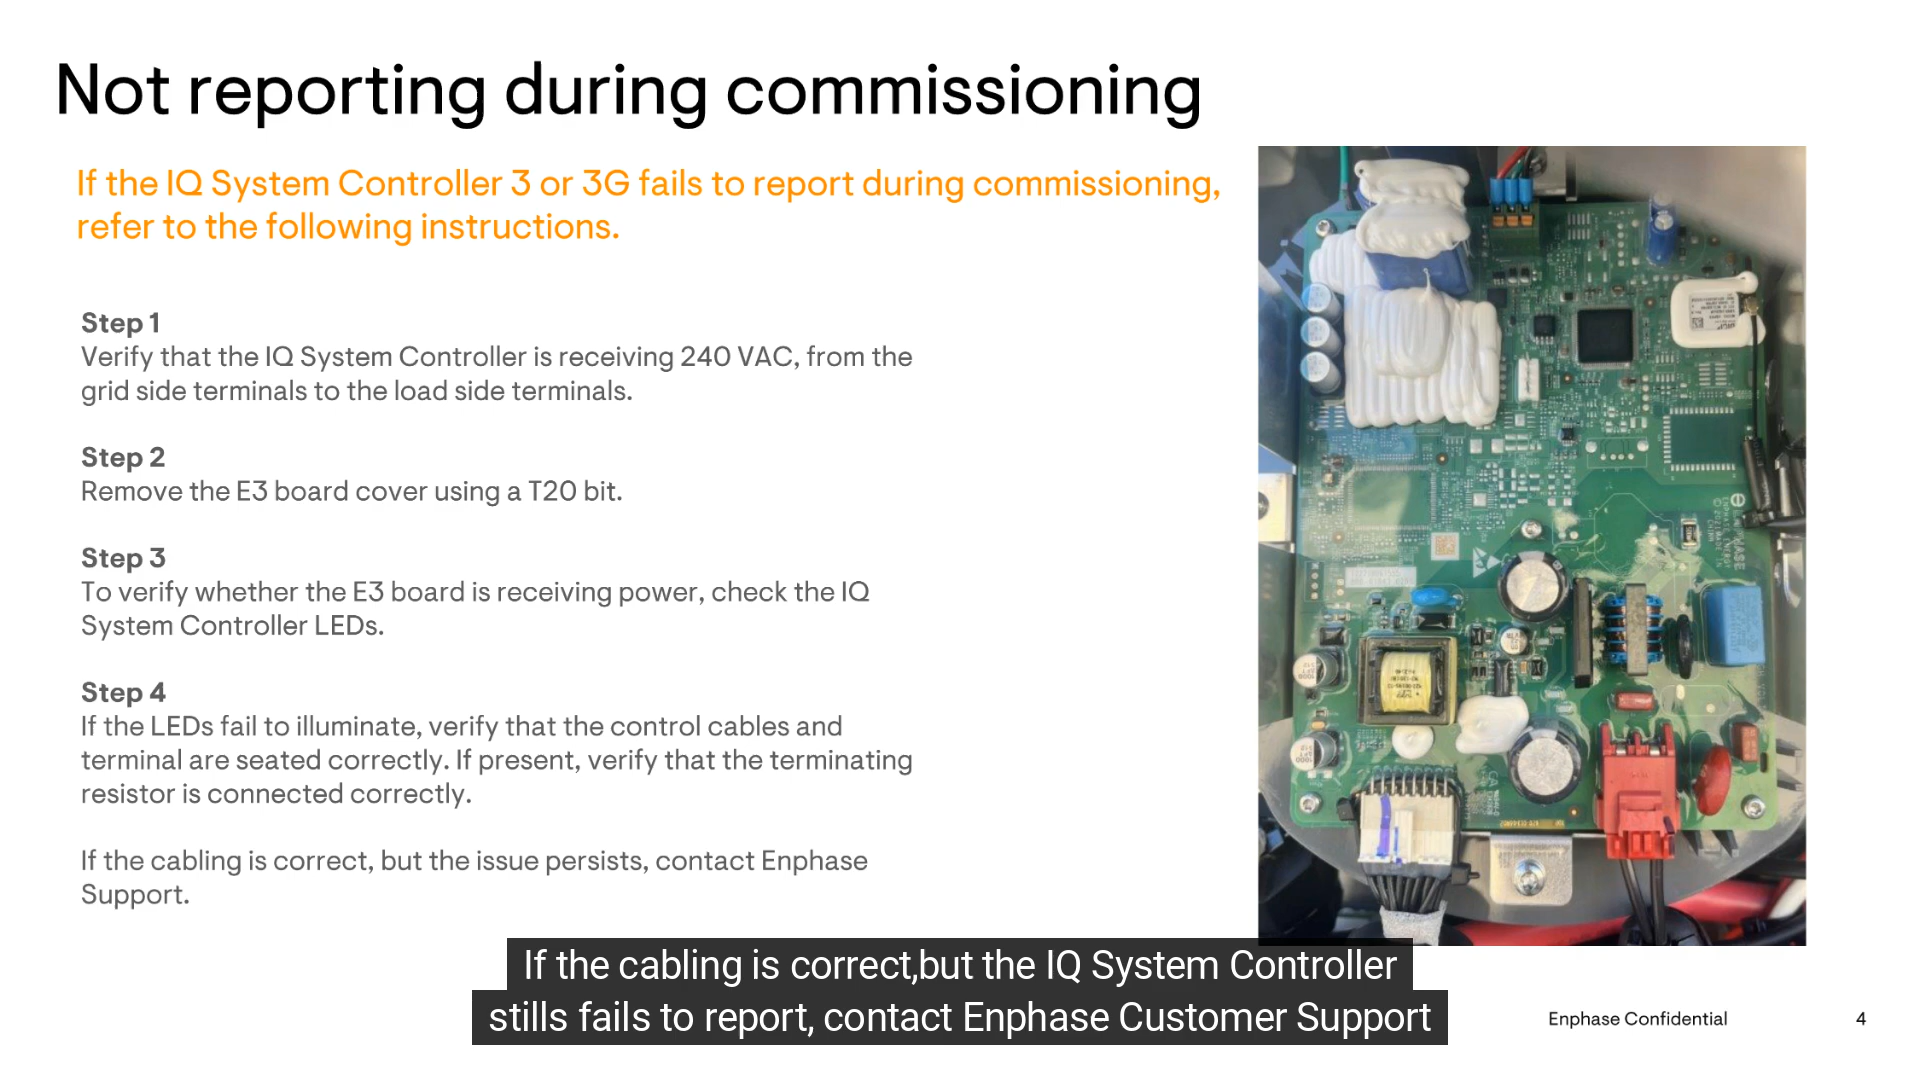 Not reporting during commissioning
If the IQ System Controller 3 or 3G fails to report during commissioning,
refer to the following instructions.
Step 1
Verify that the IQ System Controller is receiving 240 VAC, from the
grid side terminals to the load side terminals.
Step 2
Remove the E3 board cover using a T20 bit.
Step 3
To verify whether the E3 board is receiving power, check the IQ
System Controller LEDs.
Step 4
If the LEDs fail to illuminate, verify that the control cables and
terminal are seated correctly. If present, verify that the terminating
resistor is connected correctly.
If the cabling is correct, but the issue persists, contact Enphase
Support.
If the cabling is correct,but the IQ System Controller
stills fails to report, contact Enphase Customer Support
Enphase Confidential
4